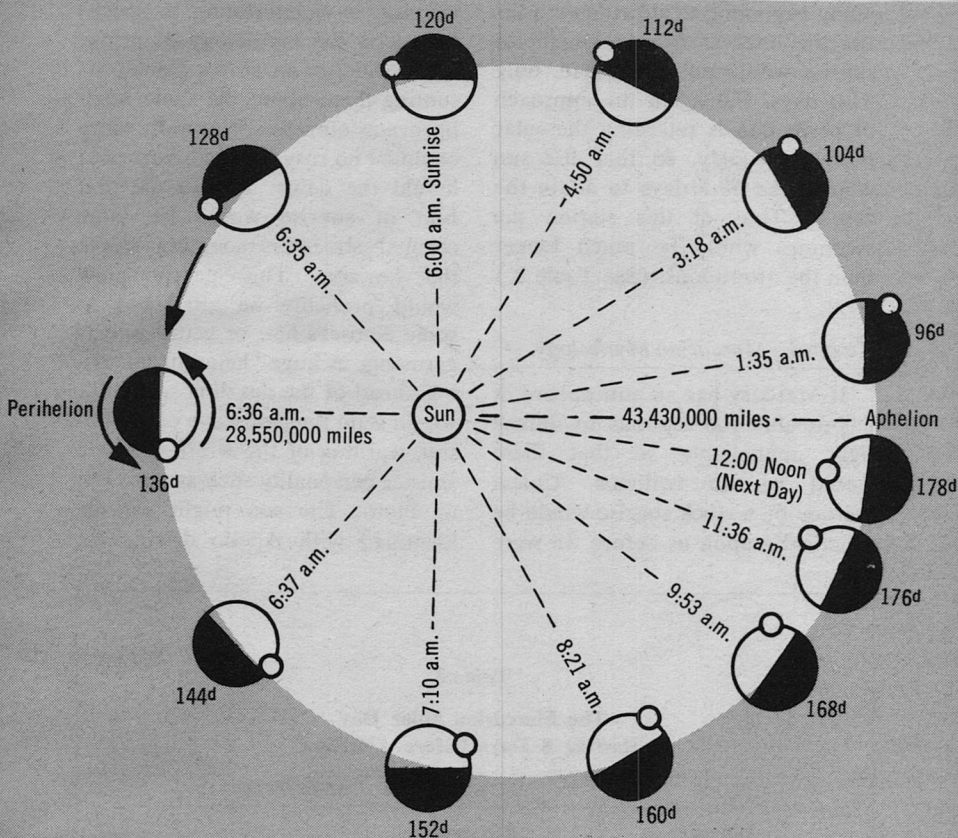 120d
112d
128d
104d
6:00 a.m. Sunrise
4:50 a.m.
6:35 a.m.
3:18 a.m.
96d
1:35 a.m.
Perihelion
6:36 a.m.
28,550,000 miles
Sun
43,430,000 miles
Aphelion
136d
12:00 Noon
(Next Day)
178d
11:36 a.m.
176d
6:37 a.m.
9:53 a.m.
144d
7:10 a.m.
8:21 a.m.
168d
152d
160d